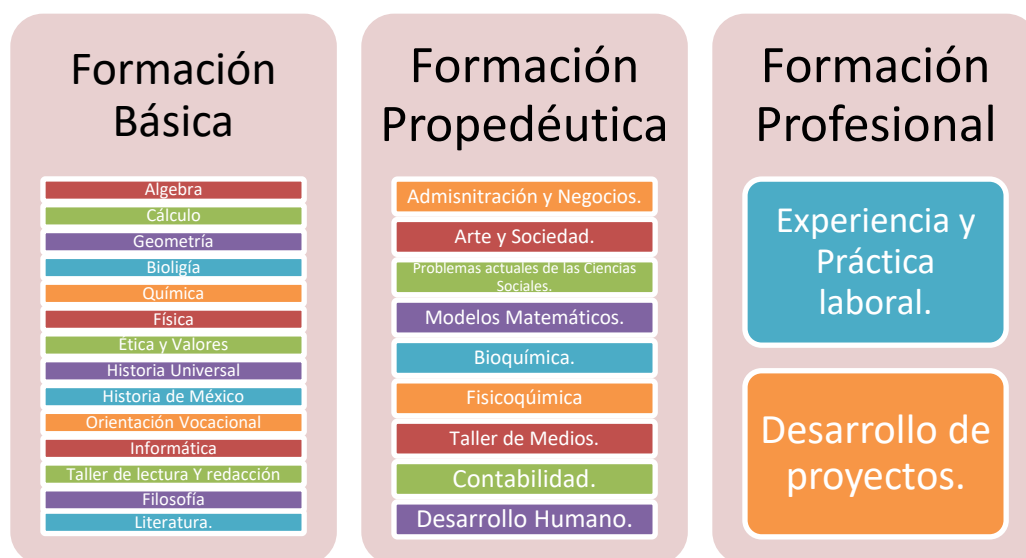 Formación
Básica
Algebra
Cálculo
Geometría
Bioligía
Química
Física
Ética y Valores
Historia Universal
Historia de México
Orientación Vocacional
Informática
Taller de lectura Y redacción
Filosofía
Literatura.
Formación
Propedéutica
Admisnitración y Negocios.
Arte y Sociedad.
Problemas actuales de las Ciencias
Sociales.
Modelos Matemáticos.
Bioquímica.
Fisicoqúimica
Taller de Medios.
Contabilidad.
Desarrollo Humano.
Formación
Profesional
Experiencia y
Práctica
laboral.
Desarrollo de
proyectos.